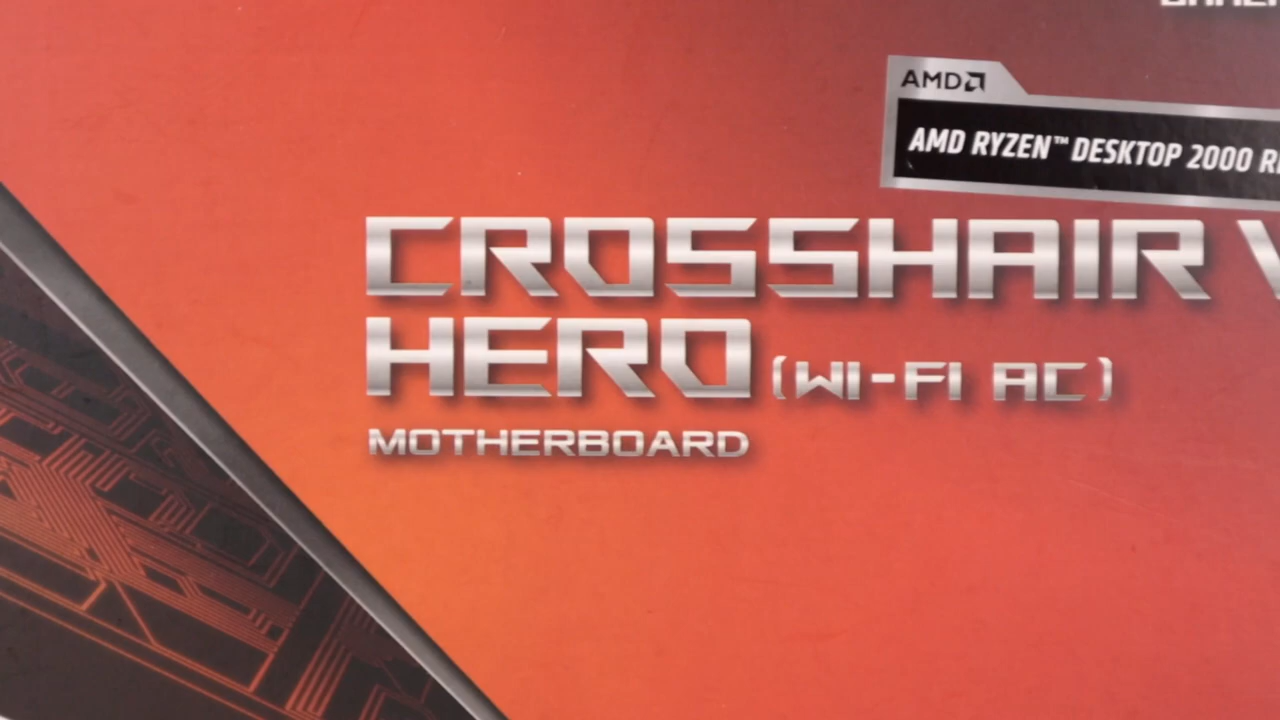 AMD
AMD RYZEN™ DESKTOP 2000
CROSSHAIR
HERO (WI-FI AC)
MOTHERBOARD